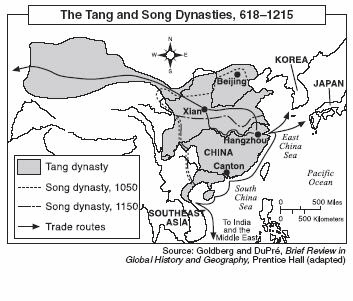 The Tang and Song Dynasties, 618–1215
N
W
E
S
KOREA
JAPAN
Beijing
Xian
Hangzhou
East
China
Sea
CHINA
Canton
Pacific
Ocean
South
China
Sea
SOUTHEAST
ASIA
To India
and the
Middle East
Tang dynasty
Song dynasty, 1050
Song dynasty, 1150
Trade routes
0 500 Miles
0 500 Kilometers
Source: Goldberg and DuPré, Brief Review in
Global History and Geography, Prentice Hall (adapted)